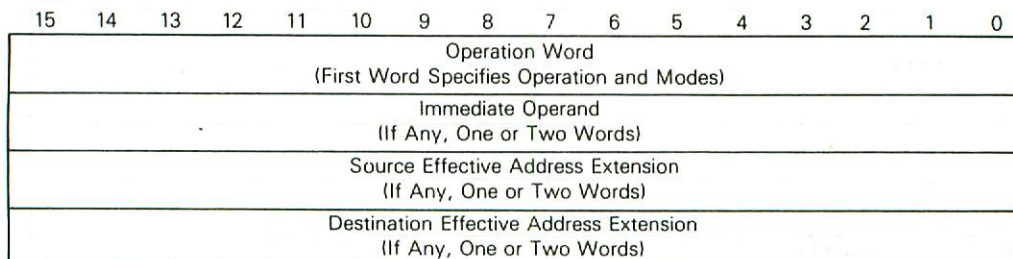 15 14 13 12 11 10 9 8 7 6 5 4 3 2 1 0
Operation Word
(First Word Specifies Operation and Modes)
Immediate Operand
(If Any, One or Two Words)
Source Effective Address Extension
(If Any, One or Two Words)
Destination Effective Address Extension
(If Any, One or Two Words)